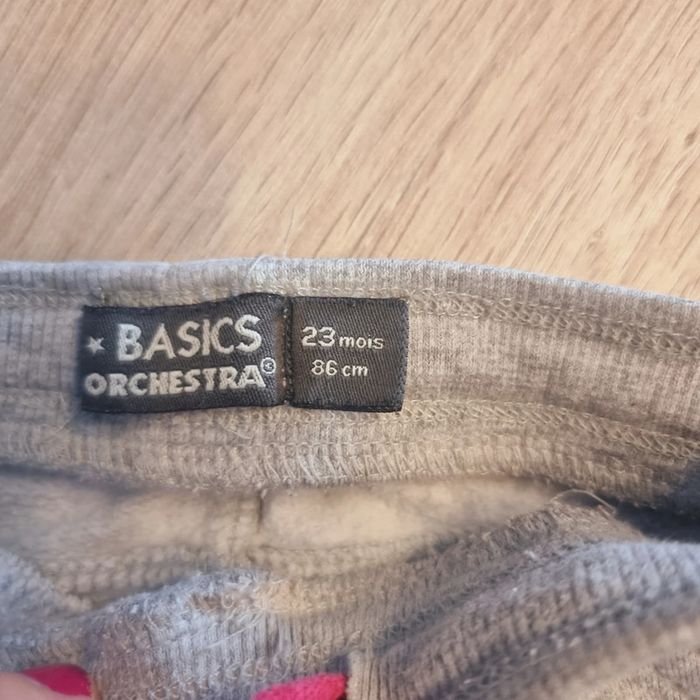 BASICS
ORCHESTRA®
23 mois
86 cm